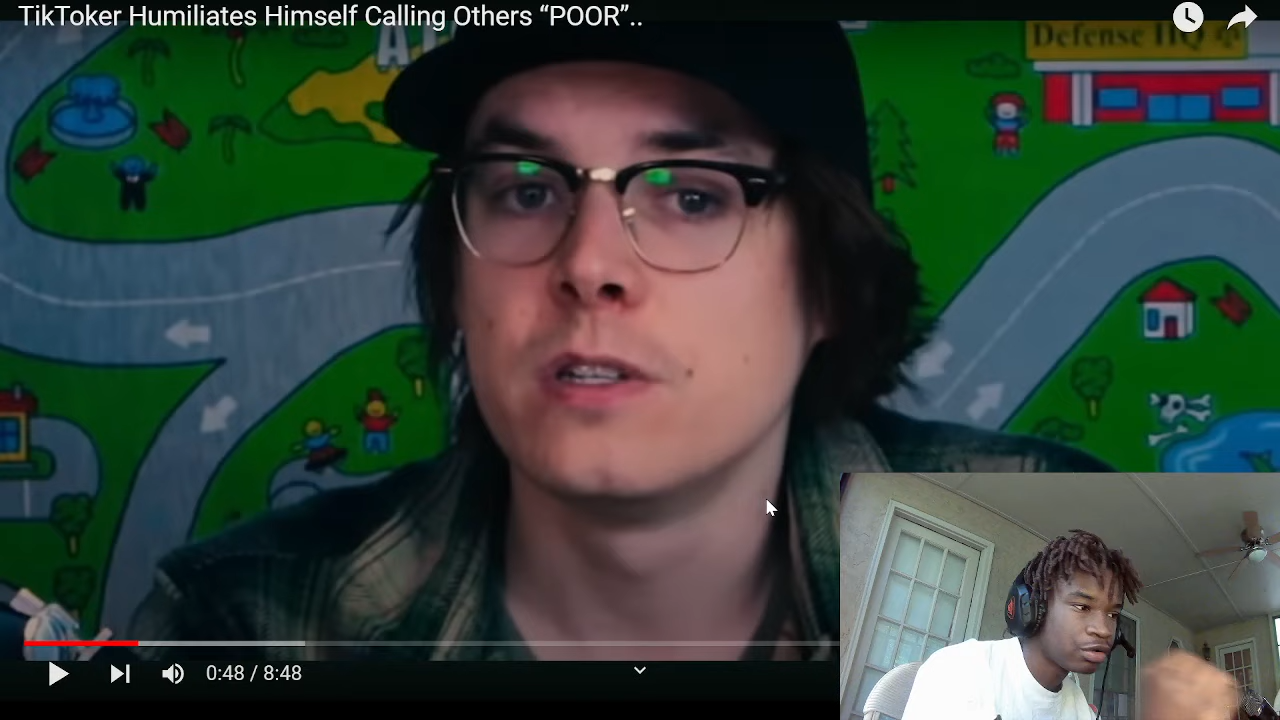 TikToker Humiliates Himself Calling Others “POOR”..
Defense HQ
0:48 / 8:48